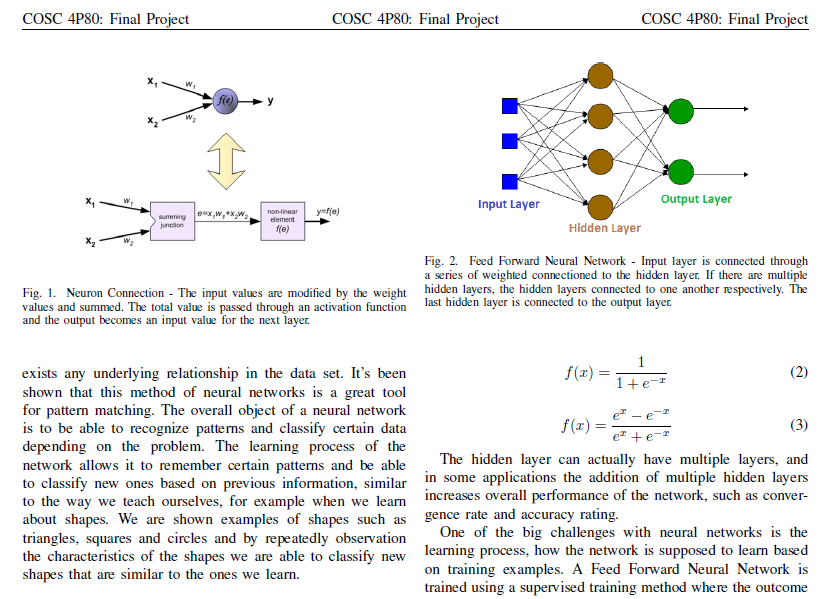 COSC 4P80: Final Project COSC 4P80: Final Project COSC 4P80: Final Project
x₁ w₁
f(e) y
x₂ w₂
x₁ w₁
summing
junction
e=x₁w₁+x₂w₂
non-linear
element
f(e)
y=f(e)
x₂ w₂
Fig. 1. Neuron Connection - The input values are modified by the weight
values and summed. The total value is passed through an activation function
and the output becomes an input value for the next layer.
exists any underlying relationship in the data set. It's been
shown that this method of neural networks is a great tool
for pattern matching. The overall object of a neural network
is to be able to recognize patterns and classify certain data
depending on the problem. The learning process of the
network allows it to remember certain patterns and be able
to classify new ones based on previous information, similar
to the way we teach ourselves, for example when we learn
about shapes. We are shown examples of shapes such as
triangles, squares and circles and by repeatedly observation
the characteristics of the shapes we are able to classify new
shapes that are similar to the ones we learn.
Input Layer
Hidden Layer
Output Layer
Fig. 2. Feed Forward Neural Network - Input layer is connected through
a series of weighted connectioned to the hidden layer. If there are multiple
hidden layers, the hidden layers connected to one another respectively. The
last hidden layer is connected to the output layer.
f(x) = 1 / (1 + e⁻ˣ) (2)
f(x) = (eˣ − e⁻ˣ) / (eˣ + e⁻ˣ) (3)
The hidden layer can actually have multiple layers, and
in some applications the addition of multiple hidden layers
increases overall performance of the network, such as conver-
gence rate and accuracy rating.
One of the big challenges with neural networks is the
learning process, how the network is supposed to learn based
on training examples. A Feed Forward Neural Network is
trained using a supervised training method where the outcome